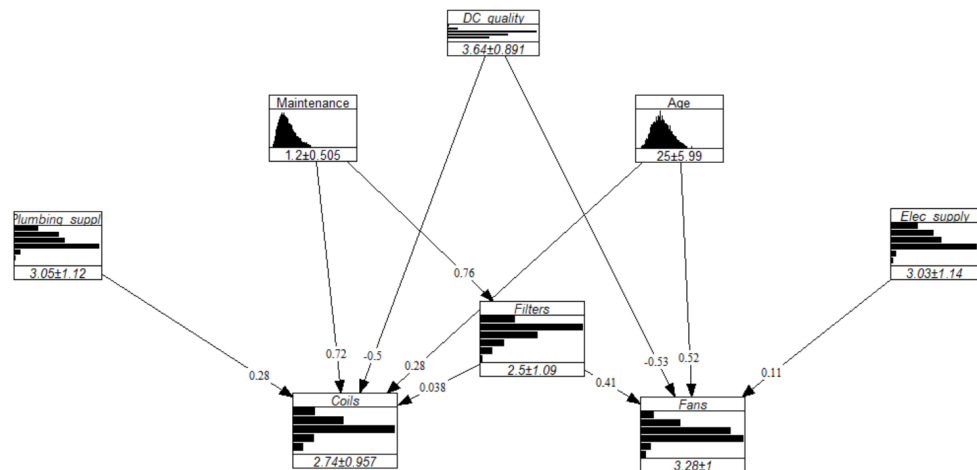 DC_quality
3.64±0.891
Maintenance
1.2±0.505
Age
25±5.99
Plumbing_suppl
3.05±1.12
Elec_supply
3.03±1.14
0.76
Filters
2.5±1.09
0.28
0.72
-0.5
0.28
0.038
0.41
-0.53
0.52
0.11
Coils
2.74±0.957
Fans
3.28±1